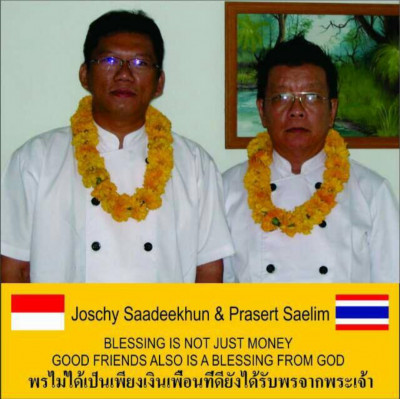 Joschy Saadeekhun & Prasert Saelim
BLESSING IS NOT JUST MONEY
GOOD FRIENDS ALSO IS A BLESSING FROM GOD
พรไม่ได้เป็นเพียงเงินเพื่อนที่ดียังได้รับพรจากพระเจ้า